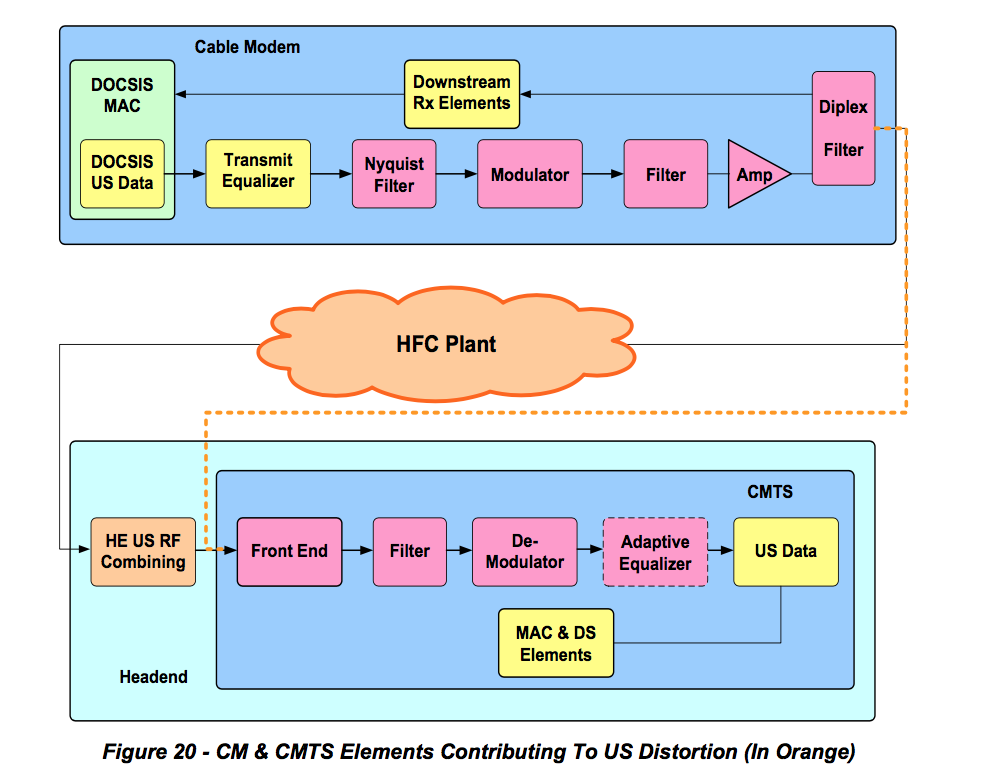 Cable Modem
DOCSIS
MAC
Downstream
Rx Elements
Diplex
Filter
DOCSIS
US Data
Transmit
Equalizer
Nyquist
Filter
Modulator
Filter
Amp
HFC Plant
CMTS
HE US RF
Combining
Front End
Filter
De-
Modulator
Adaptive
Equalizer
US Data
MAC & DS
Elements
Headend
Figure 20 - CM & CMTS Elements Contributing To US Distortion (In Orange)